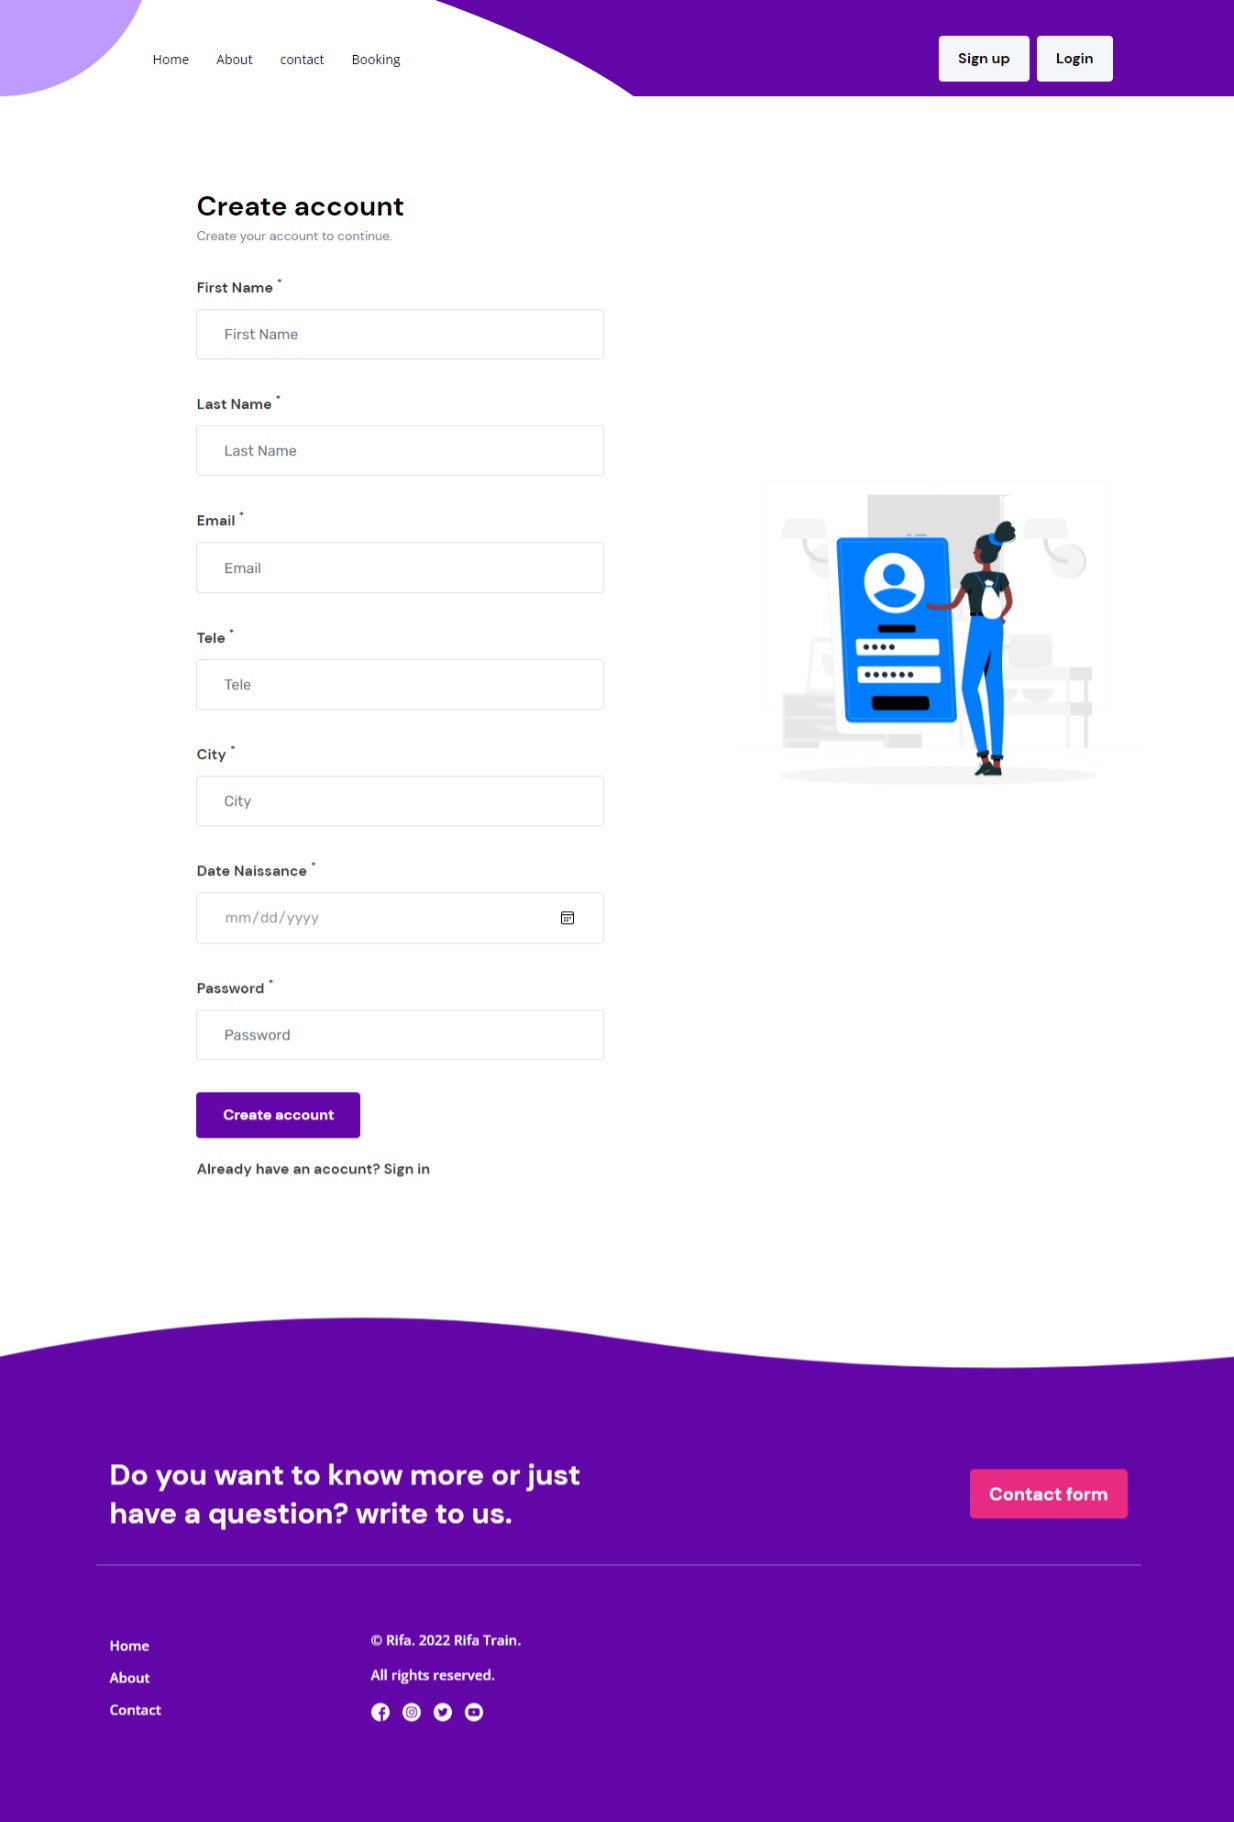 Home About contact Booking
Sign up Login
Create account
Create your account to continue.
First Name *
First Name
Last Name *
Last Name
Email *
Email
Tele *
Tele
City *
City
Date Naissance *
mm/dd/yyyy
Password *
Password
Create account
Already have an acocunt? Sign in
Do you want to know more or just
have a question? write to us.
Contact form
Home
About
Contact
© Rifa. 2022 Rifa Train.
All rights reserved.